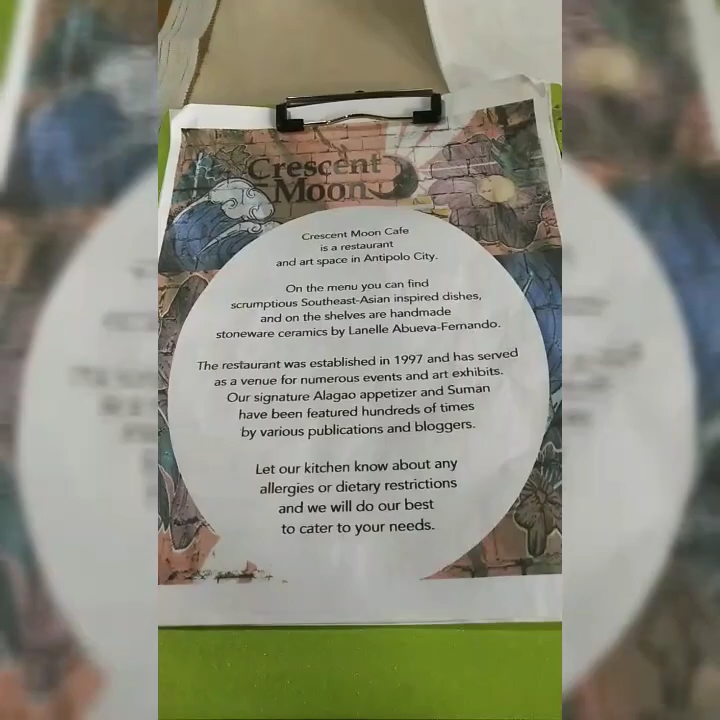 Crescent
Moon
Crescent Moon Cafe
is a restaurant
and art space in Antipolo City.
On the menu you can find
scrumptious Southeast-Asian inspired dishes,
and on the shelves are handmade
stoneware ceramics by Lanelle Abueva-Fernando.
The restaurant was established in 1997 and has served
as a venue for numerous events and art exhibits.
Our signature Alagao appetizer and Suman
have been featured hundreds of times
by various publications and bloggers.
Let our kitchen know about any
allergies or dietary restrictions
and we will do our best
to cater to your needs.